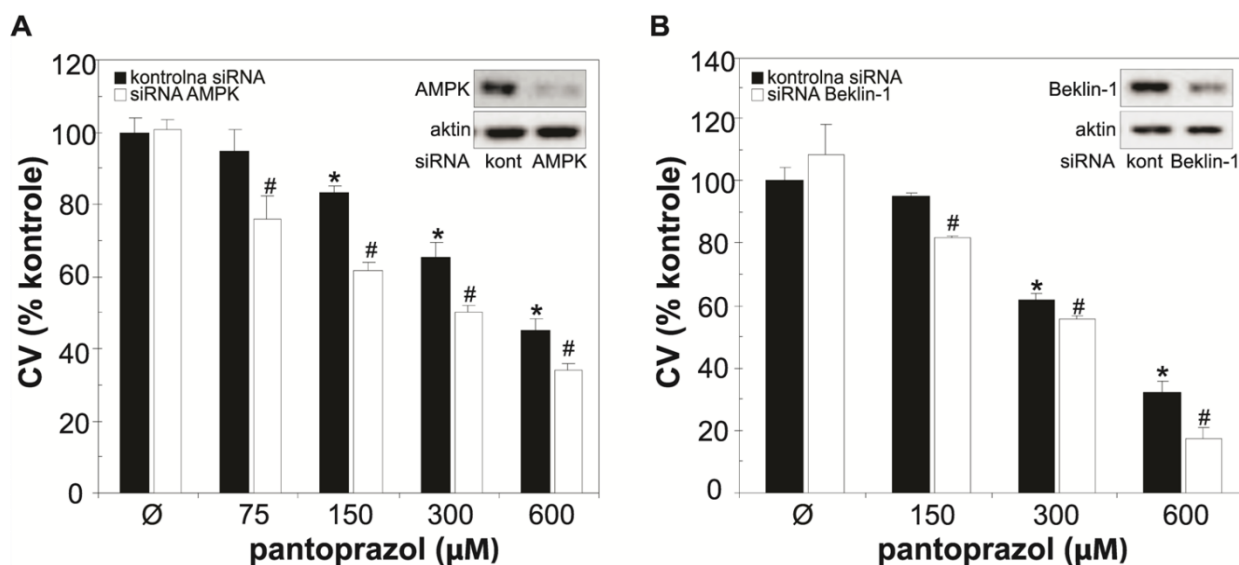 A
CV (% kontrole)
120
100
80
60
40
20
0
kontrolna siRNA
siRNA AMPK
AMPK
aktin
siRNA kont AMPK
#
* #
* #
* #
Ø 75 150 300 600
pantoprazol (µM)
B
CV (% kontrole)
140
120
100
80
60
40
20
0
kontrolna siRNA
siRNA Beklin-1
Beklin-1
aktin
siRNA kont Beklin-1
#
* #
* #
Ø 150 300 600
pantoprazol (µM)